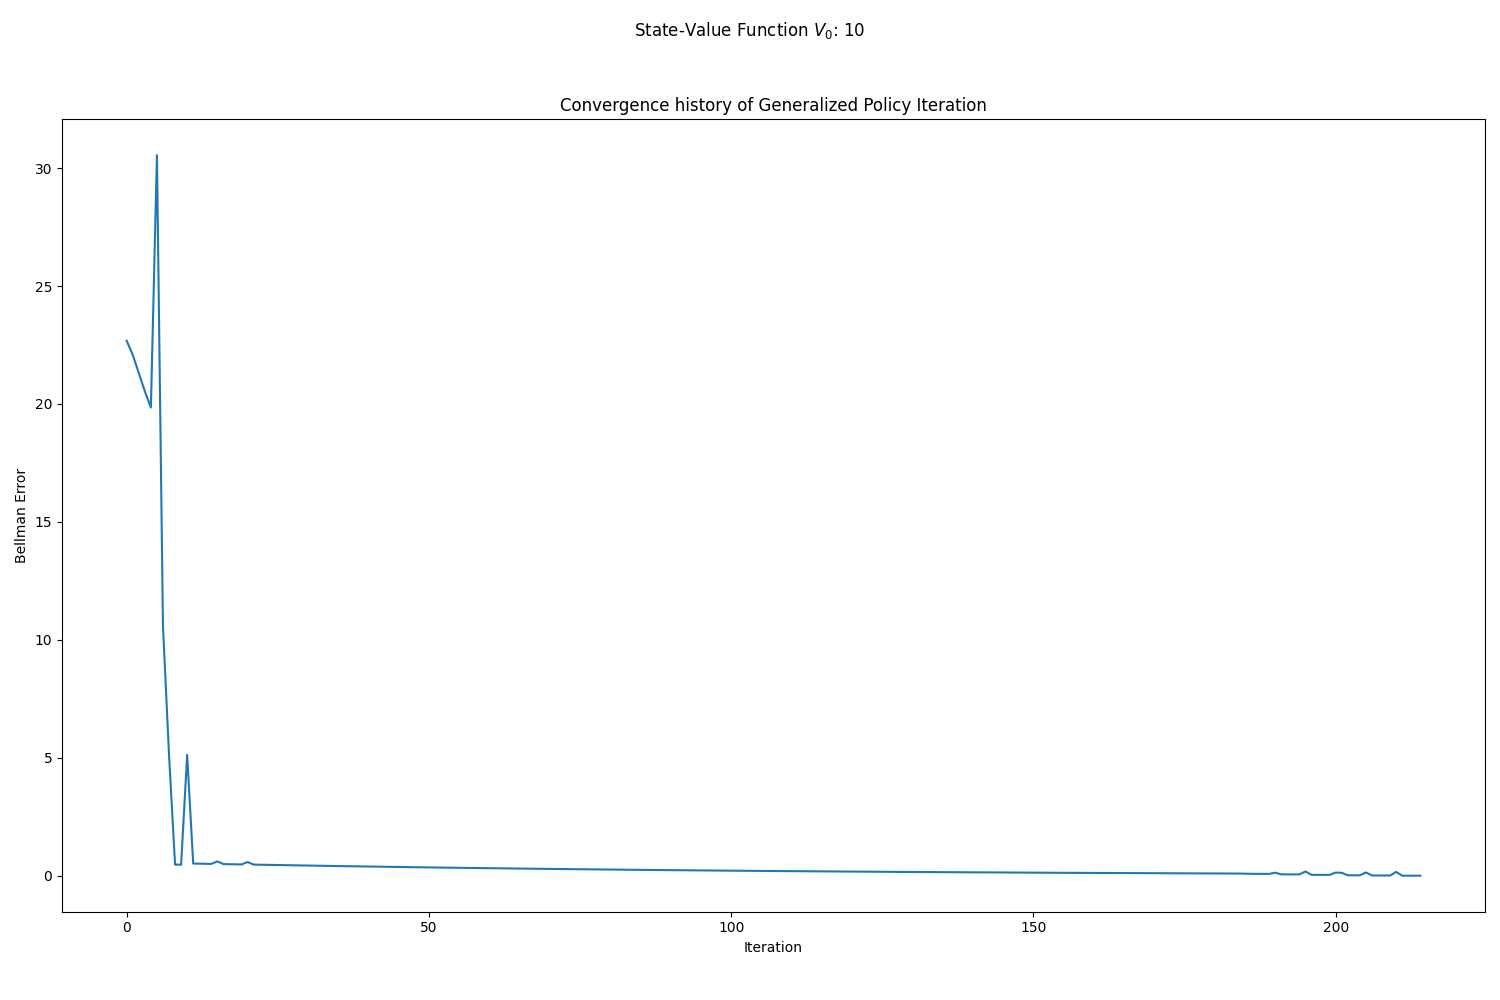 State-Value Function $V_0$: 10
Convergence history of Generalized Policy Iteration
30
25
20
15
10
5
0
Bellman Error
0 50 100 150 200
Iteration